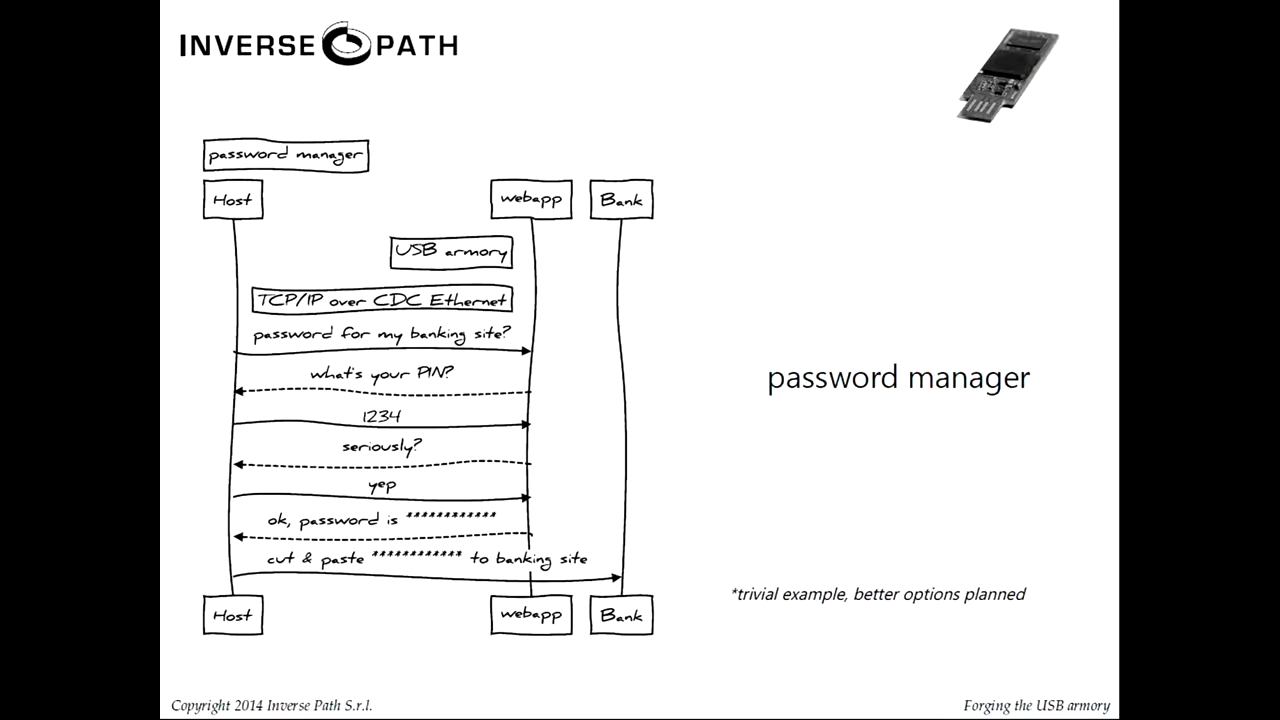 INVERSE PATH
password manager
Host
webapp
Bank
USB armory
TCP/IP over CDC Ethernet
password for my banking site?
what's your PIN?
1234
seriously?
yep
ok, password is ************
cut & paste ************ to banking site
Host
webapp
Bank
password manager
*trivial example, better options planned
Copyright 2014 Inverse Path S.r.l.
Forging the USB armory